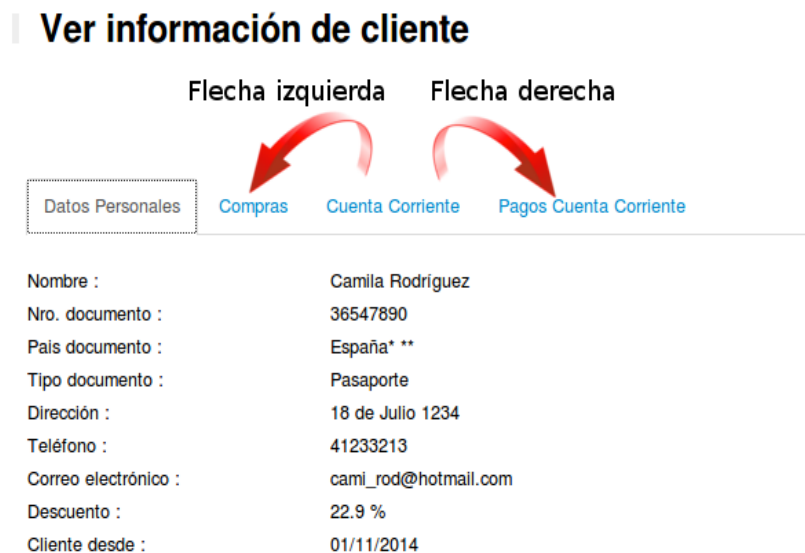 Ver información de cliente
Flecha izquierda Flecha derecha
Datos Personales Compras Cuenta Corriente Pagos Cuenta Corriente
Nombre : Camila Rodríguez
Nro. documento : 36547890
Pais documento : España* **
Tipo documento : Pasaporte
Dirección : 18 de Julio 1234
Teléfono : 41233213
Correo electrónico : cami_rod@hotmail.com
Descuento : 22.9 %
Cliente desde : 01/11/2014